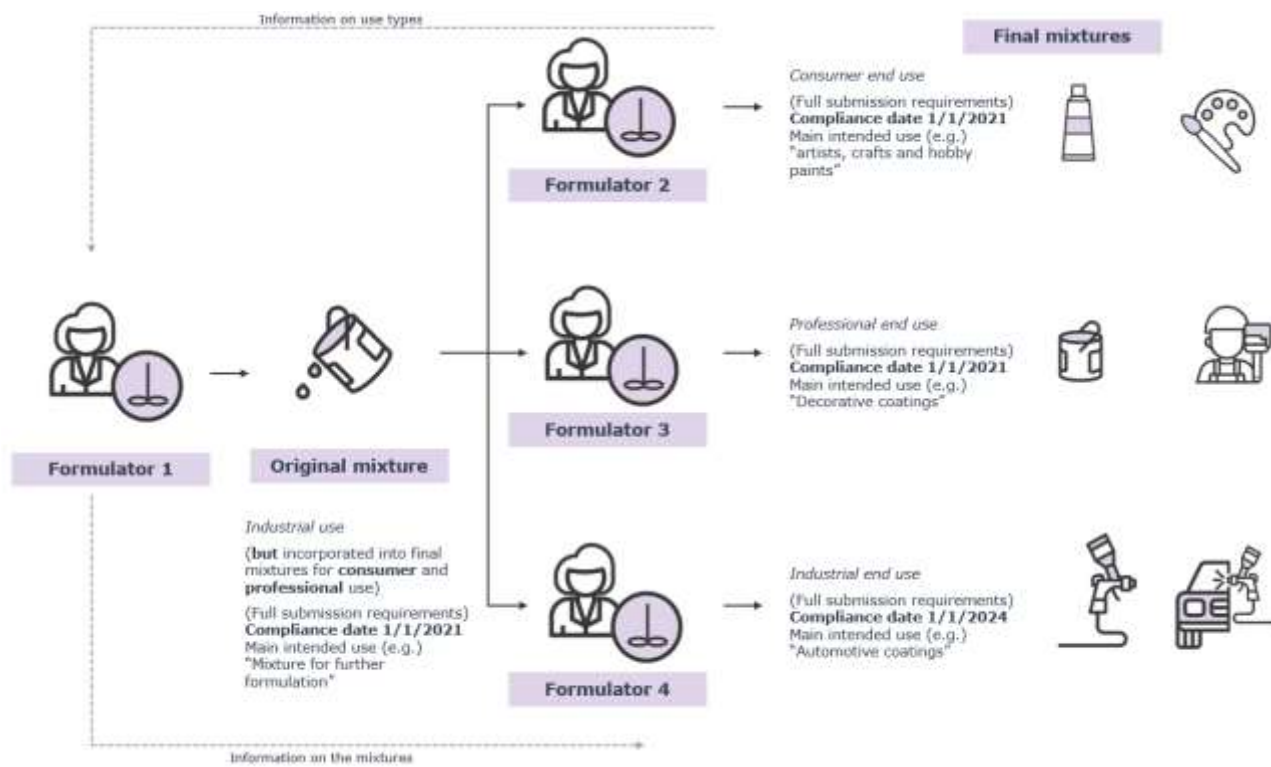 Information on use types
Final mixtures
Consumer end use
(Full submission requirements)
Compliance date 1/1/2021
Main intended use (e.g.)
"artists, crafts and hobby
paints"
Formulator 2
Professional end use
(Full submission requirements)
Compliance date 1/1/2021
Main intended use (e.g.)
"Decorative coatings"
Formulator 3
Formulator 1
Original mixture
Industrial use
(but incorporated into final
mixtures for consumer and
professional use)
(Full submission requirements)
Compliance date 1/1/2021
Main intended use (e.g.)
"Mixture for further
formulation"
Industrial end use
(Full submission requirements)
Compliance date 1/1/2024
Main intended use (e.g.)
"Automotive coatings"
Formulator 4
Information on the mixtures